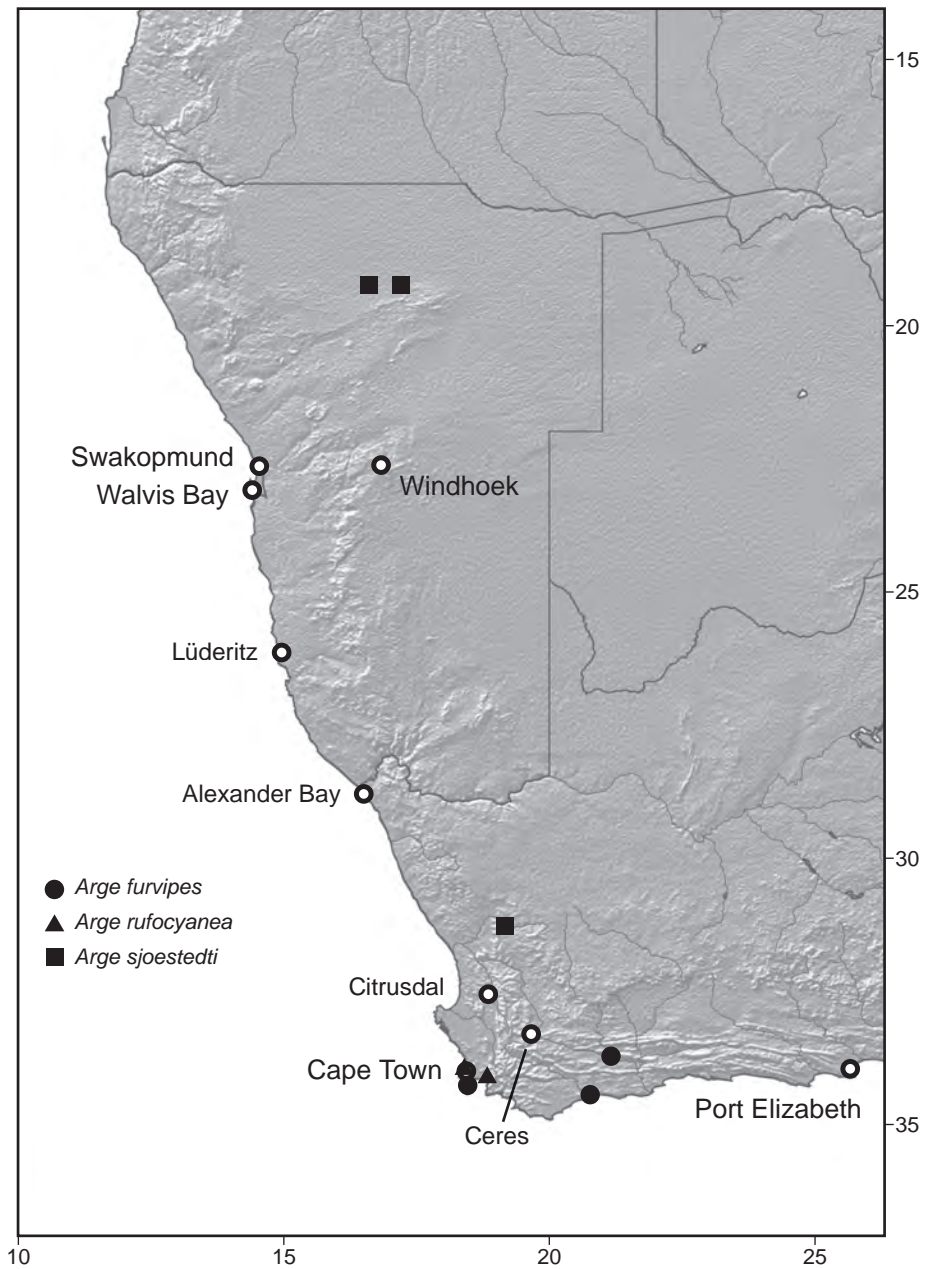 15
20
Swakopmund
Windhoek
Walvis Bay
25
Lüderitz
Alexander Bay
30
Arge furvipes
Arge rufocyanea
Arge sjoestedti
Citrusdal
Cape Town
Port Elizabeth
35
Ceres
10 15 20 25